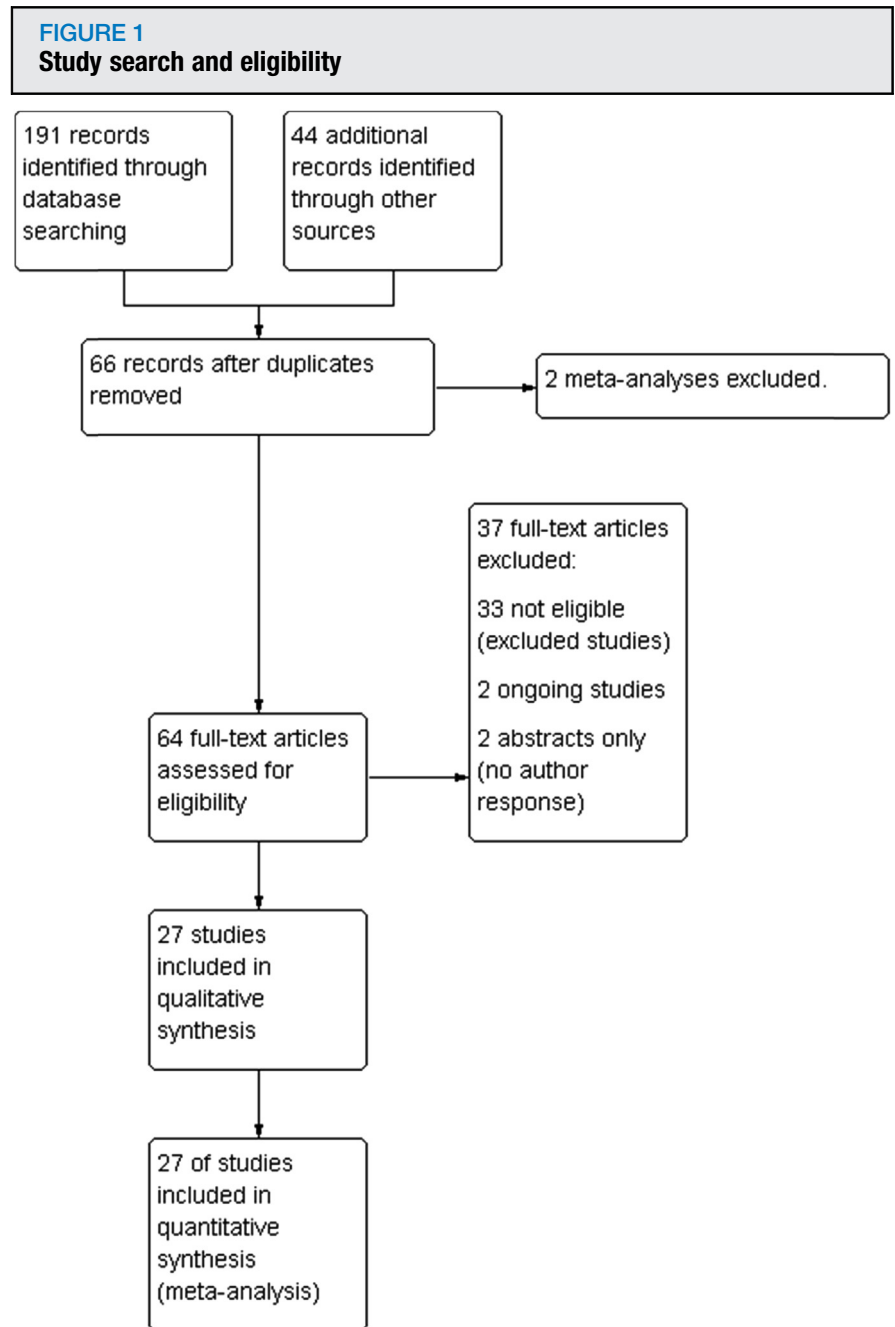 FIGURE 1
Study search and eligibility
191 records
identified through
database
searching
44 additional
records identified
through other
sources
66 records after duplicates
removed
2 meta-analyses excluded.
37 full-text articles
excluded:
33 not eligible
(excluded studies)
2 ongoing studies
2 abstracts only
(no author
response)
64 full-text articles
assessed for
eligibility
27 studies
included in
qualitative
synthesis
27 of studies
included in
quantitative
synthesis
(meta-analysis)